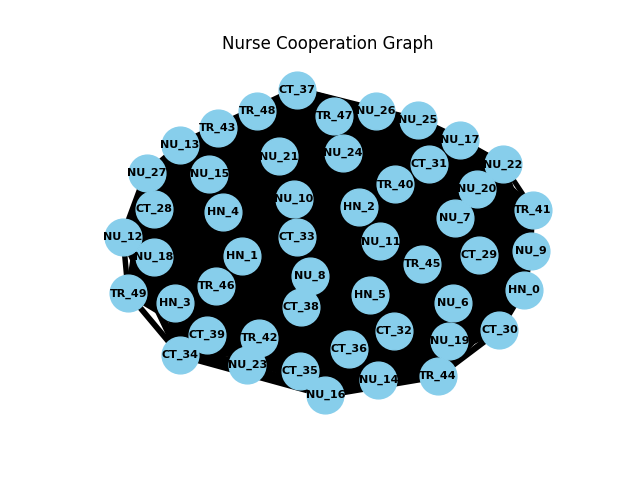 Nurse Cooperation Graph
CT_37
TR_48
TR_47
NU_26
NU_25
TR_43
NU_17
NU_13
NU_21
NU_24
CT_31
NU_22
NU_27
NU_15
TR_40
NU_20
CT_28
HN_4
NU_10
HN_2
NU_7
TR_41
NU_12
CT_33
NU_11
NU_9
NU_18
HN_1
TR_45
CT_29
NU_8
TR_49
TR_46
HN_5
HN_0
HN_3
CT_38
NU_6
CT_39
TR_42
CT_32
CT_30
CT_34
CT_36
NU_19
NU_23
CT_35
NU_14
TR_44
NU_16